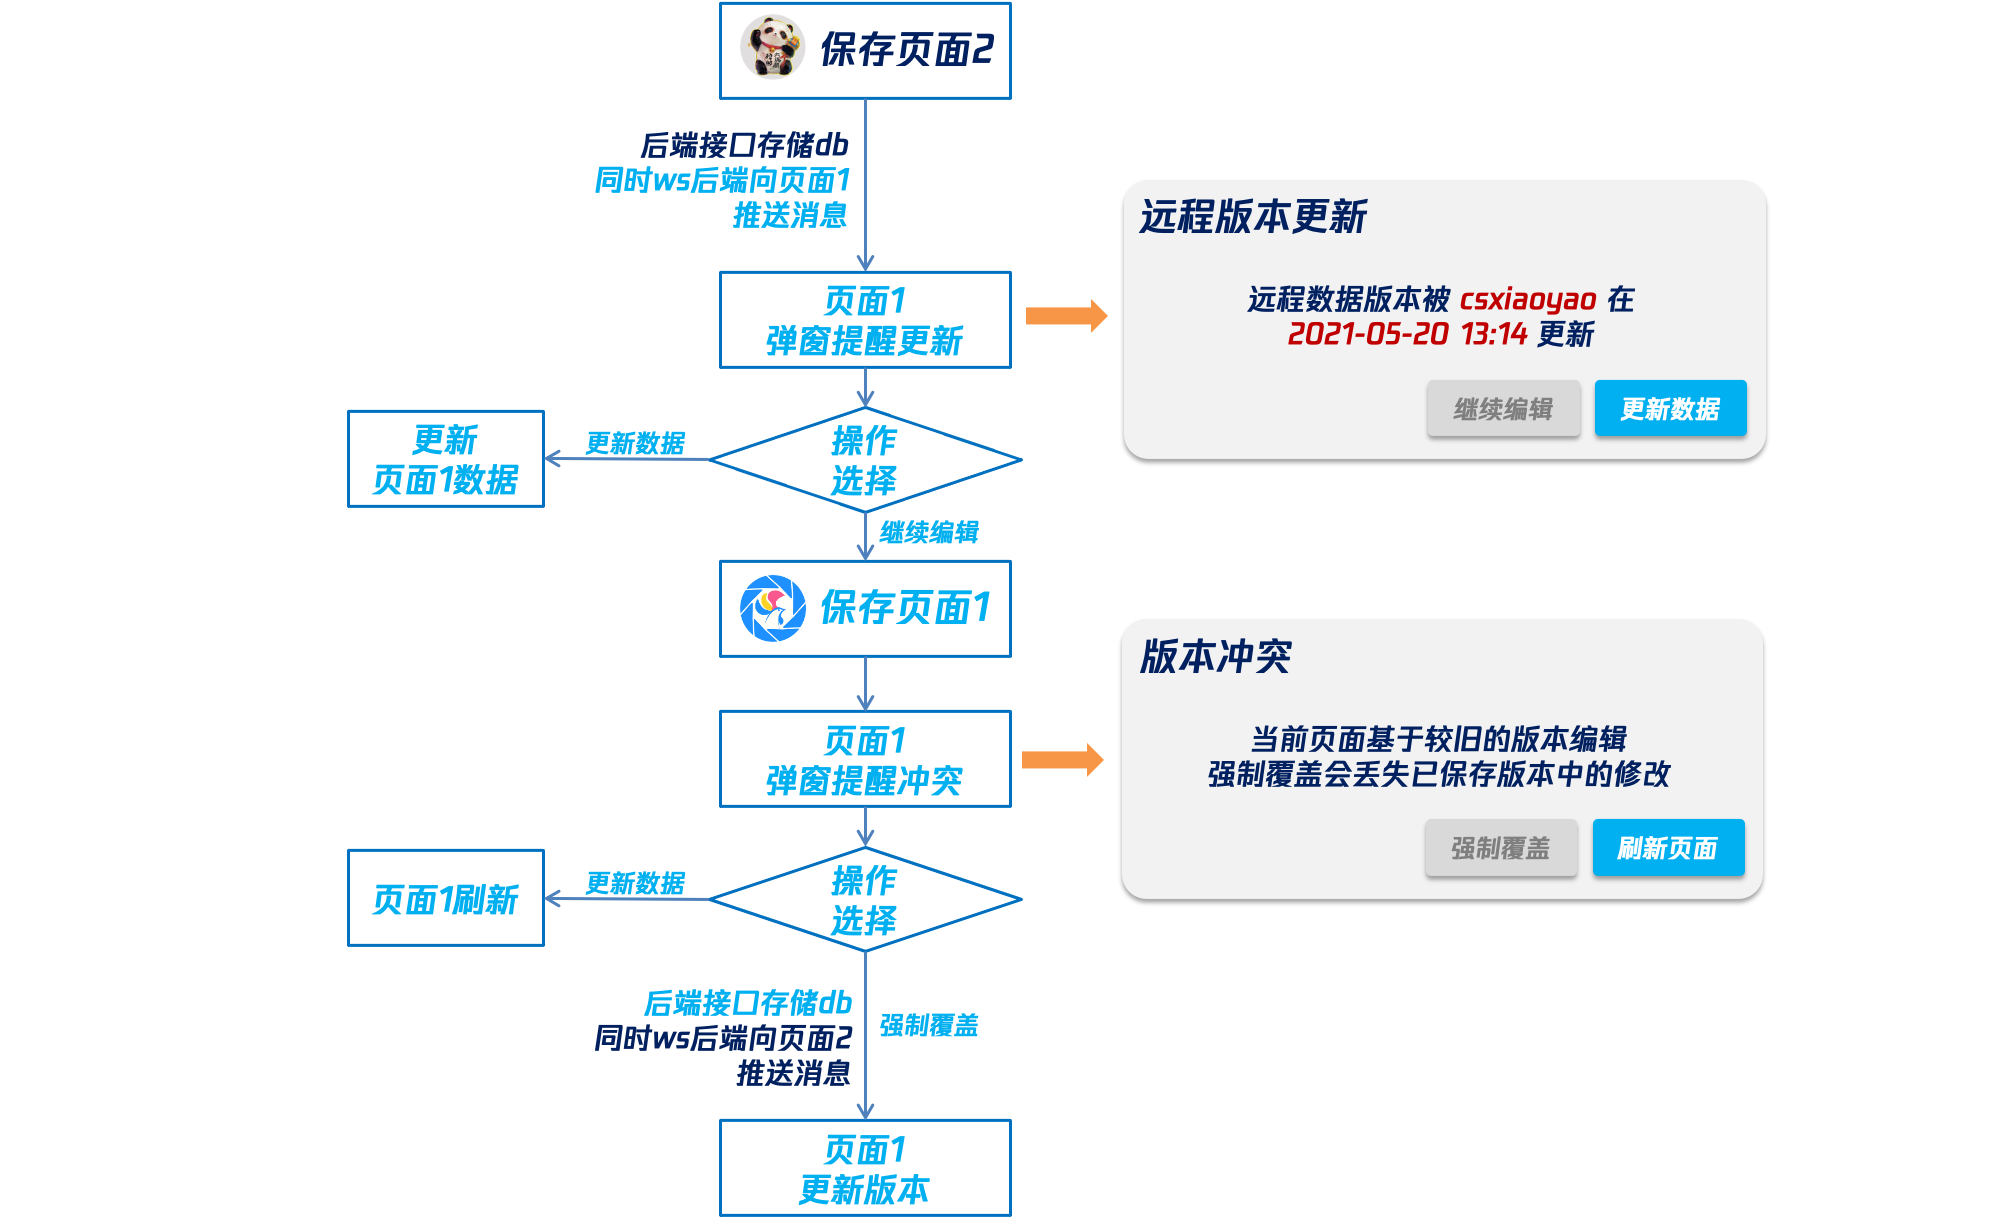 保存页面2
后端接口存储db
同时ws后端向页面1
推送消息
页面1
弹窗提醒更新
远程版本更新
远程数据版本被 csxiaoyao 在
2021-05-20 13:14 更新
继续编辑
更新数据
操作
选择
更新数据
更新
页面1数据
继续编辑
保存页面1
页面1
弹窗提醒冲突
版本冲突
当前页面基于较旧的版本编辑
强制覆盖会丢失已保存版本中的修改
强制覆盖
刷新页面
操作
选择
更新数据
页面1刷新
后端接口存储db
同时ws后端向页面2
推送消息
强制覆盖
页面1
更新版本